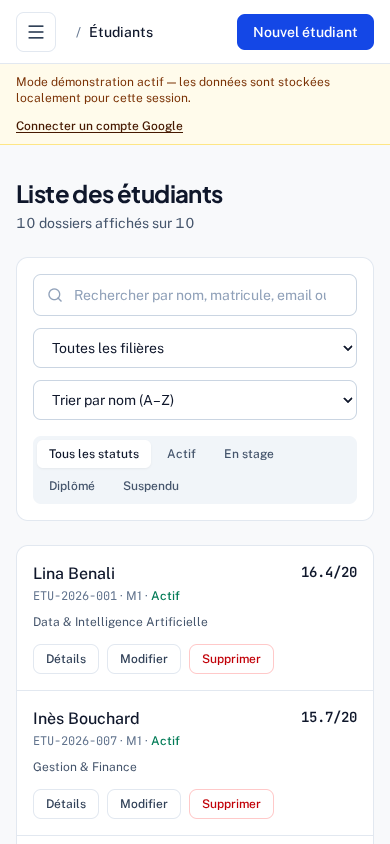 / Étudiants
Nouvel étudiant
Mode démonstration actif — les données sont stockées
localement pour cette session.
Connecter un compte Google
Liste des étudiants
10 dossiers affichés sur 10
Rechercher par nom, matricule, email ou
Toutes les filières
Trier par nom (A–Z)
Tous les statuts Actif En stage
Diplômé Suspendu
Lina Benali 16.4/20
ETU-2026-001 · M1 · Actif
Data & Intelligence Artificielle
Détails Modifier Supprimer
Inès Bouchard 15.7/20
ETU-2026-007 · M1 · Actif
Gestion & Finance
Détails Modifier Supprimer